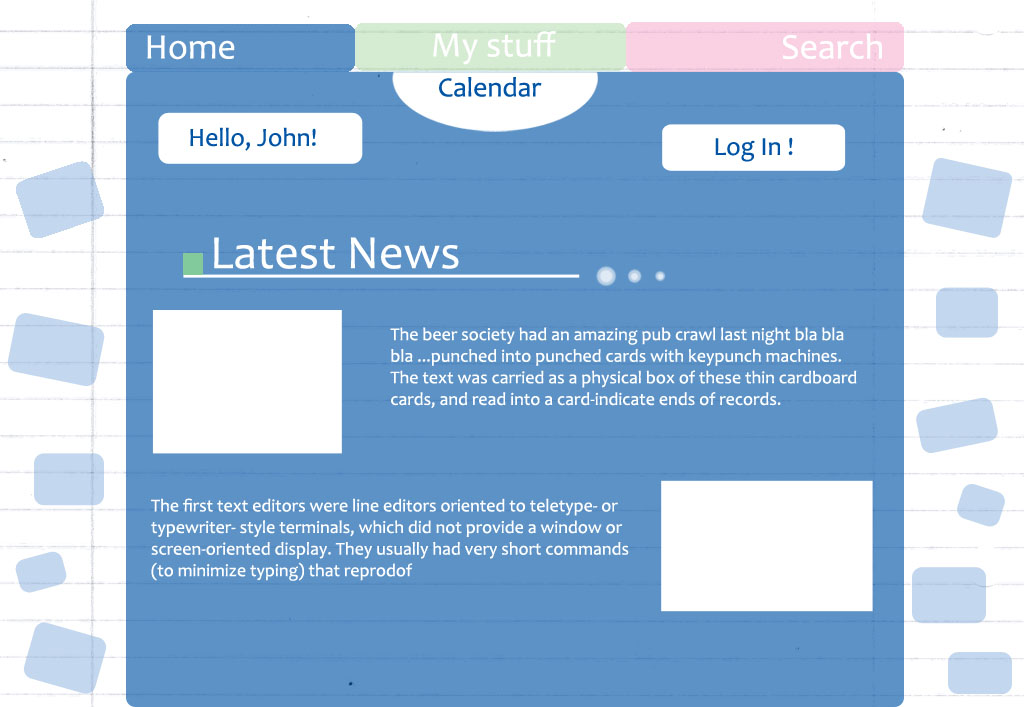 Home
My stuff
Search
Calendar
Hello, John!
Log In !
Latest News
The beer society had an amazing pub crawl last night bla bla
bla ...punched into punched cards with keypunch machines.
The text was carried as a physical box of these thin cardboard
cards, and read into a card-indicate ends of records.
The first text editors were line editors oriented to teletype- or
typewriter- style terminals, which did not provide a window or
screen-oriented display. They usually had very short commands
(to minimize typing) that reprodof